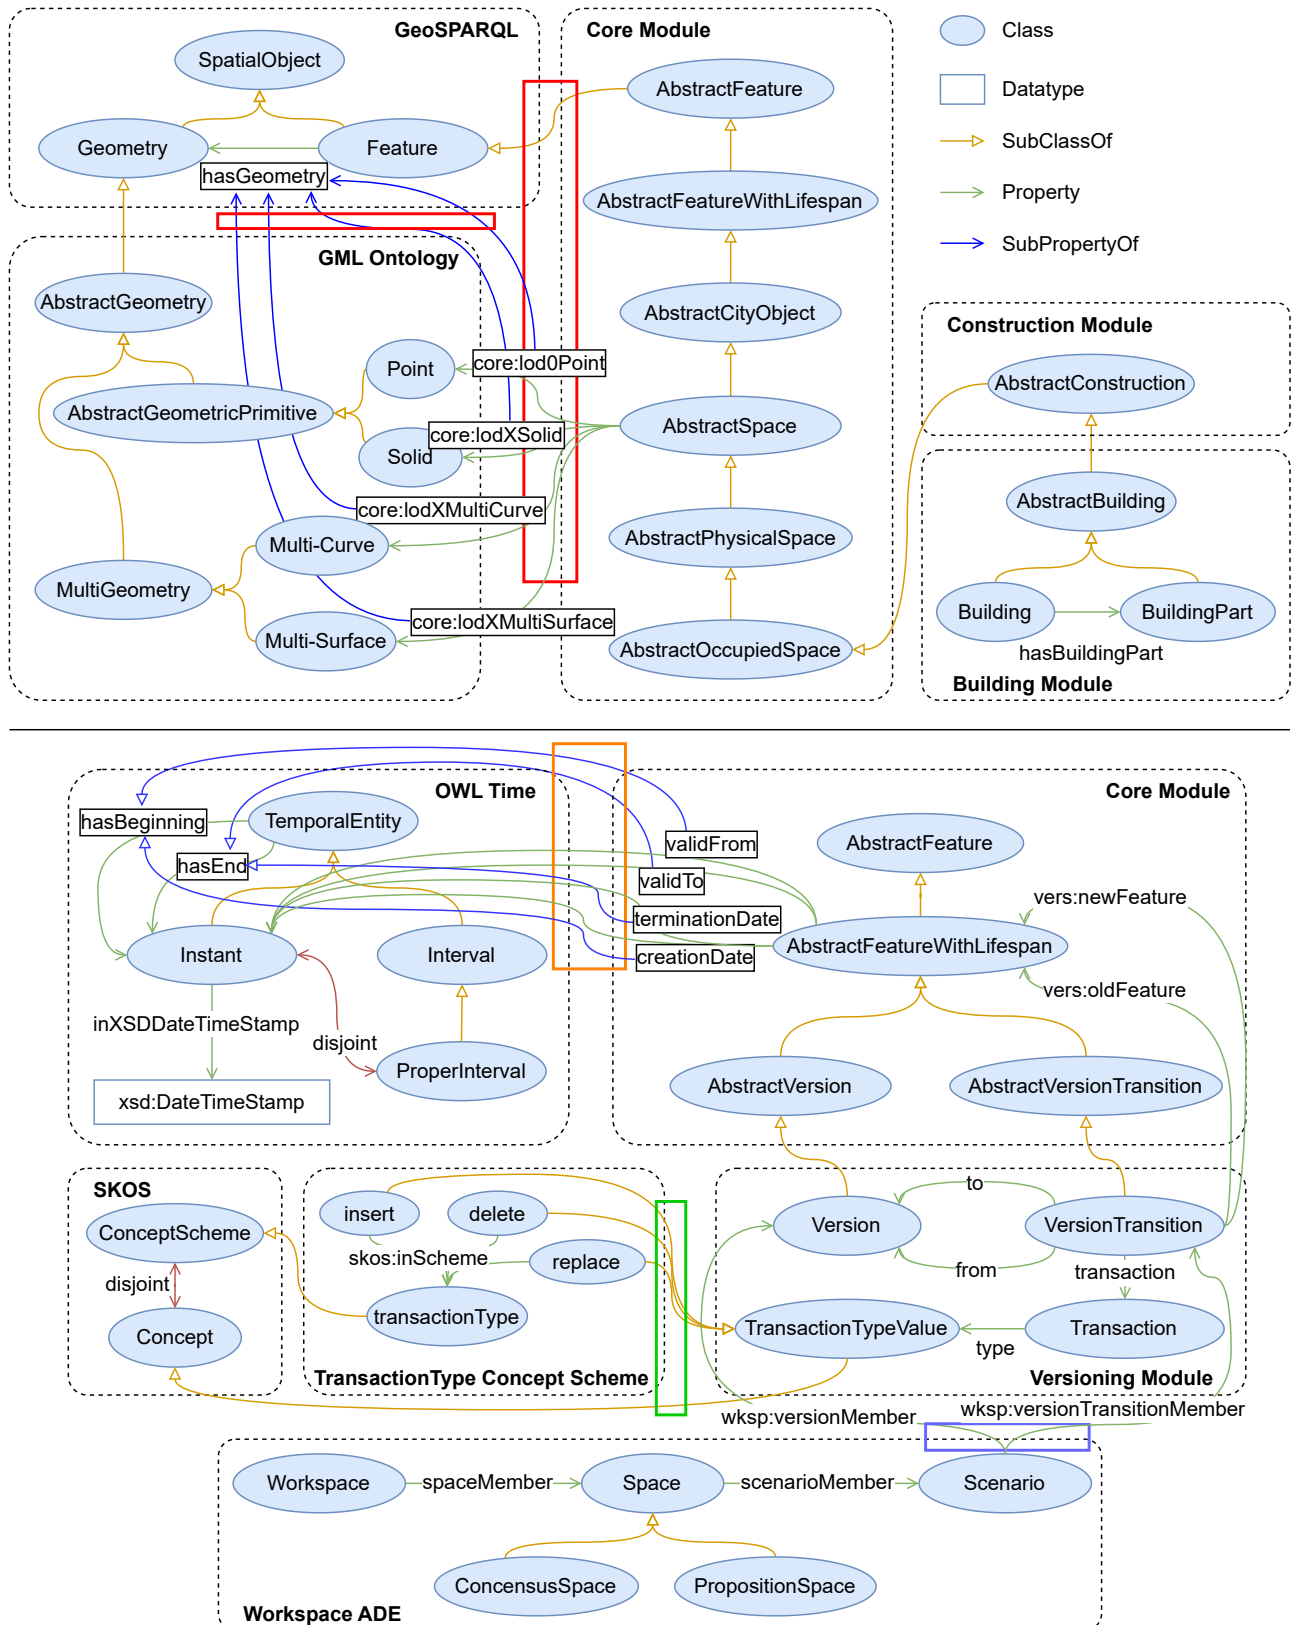 GeoSPARQL
Core Module
Class
SpatialObject
AbstractFeature
Datatype
Geometry
Feature
SubClassOf
hasGeometry
AbstractFeatureWithLifespan
Property
SubPropertyOf
GML Ontology
AbstractGeometry
AbstractCityObject
Construction Module
Point
core:lod0Point
AbstractConstruction
AbstractGeometricPrimitive
AbstractSpace
core:lodXSolid
Solid
core:lodXMultiCurve
AbstractBuilding
Multi-Curve
AbstractPhysicalSpace
MultiGeometry
core:lodXMultiSurface
Building
BuildingPart
Multi-Surface
AbstractOccupiedSpace
hasBuildingPart
Building Module
OWL Time
Core Module
hasBeginning
TemporalEntity
validFrom
AbstractFeature
hasEnd
validTo
vers:newFeature
terminationDate
Instant
Interval
creationDate
AbstractFeatureWithLifespan
vers:oldFeature
inXSDDateTimeStamp
disjoint
ProperInterval
AbstractVersion
AbstractVersionTransition
xsd:DateTimeStamp
SKOS
to
insert
delete
ConceptScheme
Version
VersionTransition
skos:inScheme
replace
from
transaction
disjoint
transactionType
Concept
TransactionTypeValue
Transaction
type
TransactionType Concept Scheme
Versioning Module
wksp:versionMember
wksp:versionTransitionMember
Workspace
spaceMember
Space
scenarioMember
Scenario
ConcensusSpace
PropositionSpace
Workspace ADE